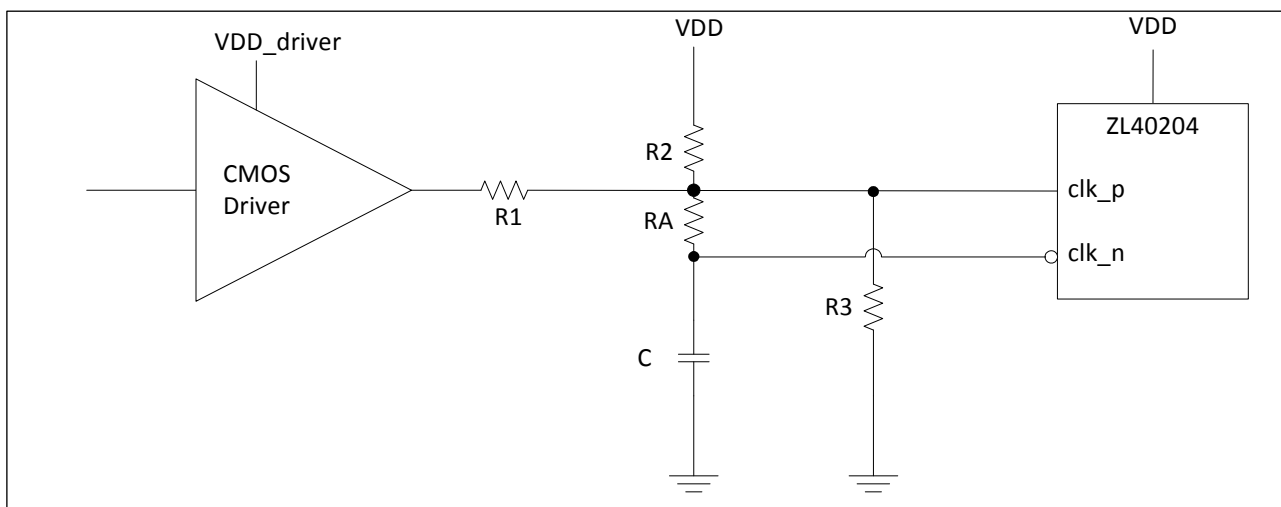 VDD_driver
VDD
VDD
ZL40204
R2
CMOS
Driver
clk_p
R1
RA
clk_n
R3
C